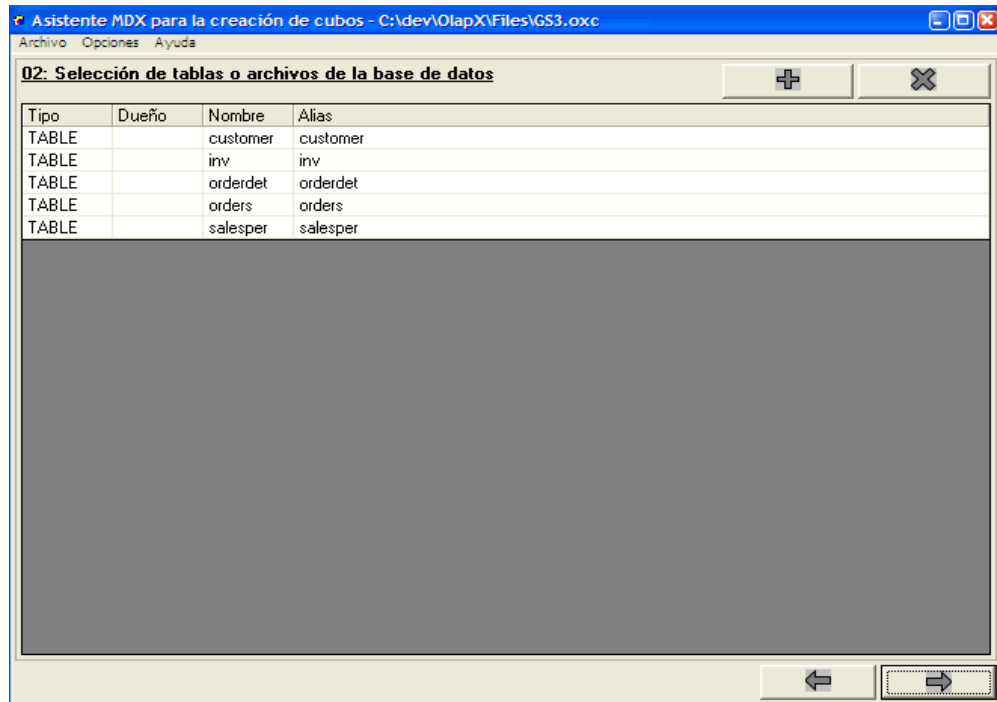 Asistente MDX para la creación de cubos - C:\dev\OlapX\Files\GS3.oxc
Archivo Opciones Ayuda
02: Selección de tablas o archivos de la base de datos
Tipo Dueño Nombre Alias
TABLE customer customer
TABLE inv inv
TABLE orderdet orderdet
TABLE orders orders
TABLE salesper salesper